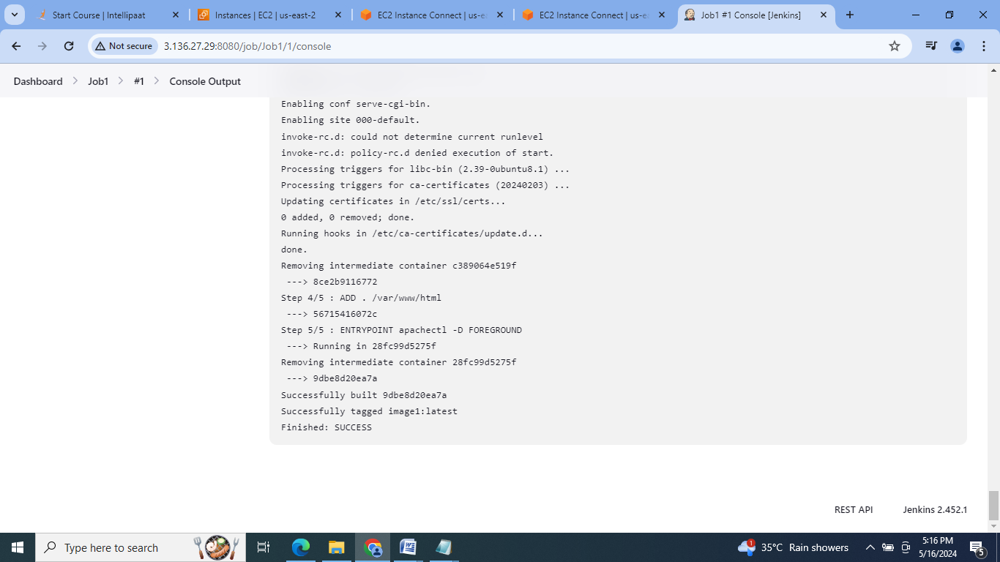 Start Course | Intellipaat
Instances | EC2 | us-east-2
EC2 Instance Connect | us-e
EC2 Instance Connect | us-e
Job1 #1 Console [Jenkins]
Not secure
3.136.27.29:8080/job/Job1/1/console
Dashboard
Job1
#1
Console Output
Enabling conf serve-cgi-bin.
Enabling site 000-default.
invoke-rc.d: could not determine current runlevel
invoke-rc.d: policy-rc.d denied execution of start.
Processing triggers for libc-bin (2.39-0ubuntu8.1) ...
Processing triggers for ca-certificates (20240203) ...
Updating certificates in /etc/ssl/certs...
0 added, 0 removed; done.
Running hooks in /etc/ca-certificates/update.d...
done.
Removing intermediate container c389064e519f
---> 8ce2b9116772
Step 4/5 : ADD . /var/www/html
---> 56715416072c
Step 5/5 : ENTRYPOINT apachectl -D FOREGROUND
---> Running in 28fc99d5275f
Removing intermediate container 28fc99d5275f
---> 9dbe8d20ea7a
Successfully built 9dbe8d20ea7a
Successfully tagged image1:latest
Finished: SUCCESS
REST API
Jenkins 2.452.1
Type here to search
1
35°C Rain showers
5:16 PM
5/16/2024
5